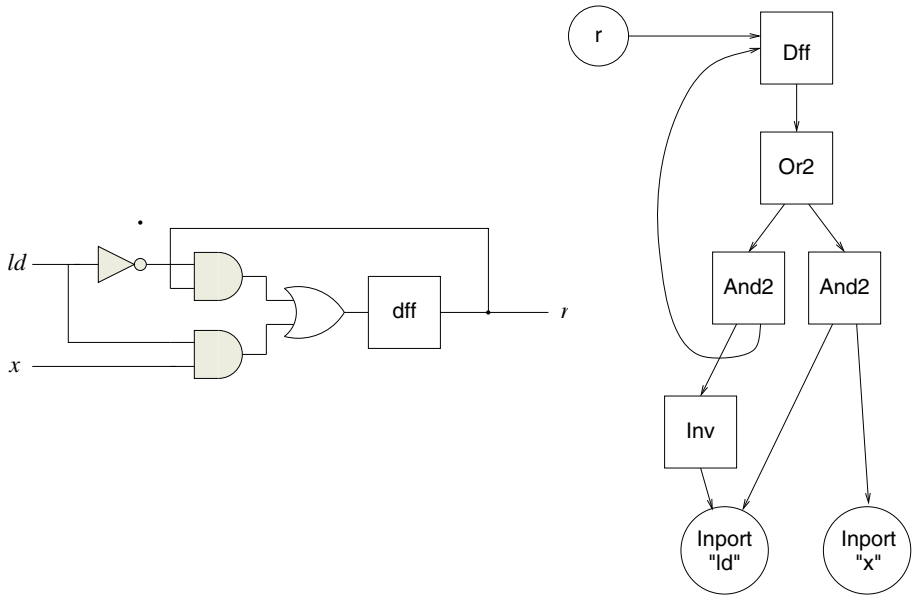 ld
x
dff
r
r
Dff
Or2
And2
And2
Inv
Inport
"ld"
Inport
"x"